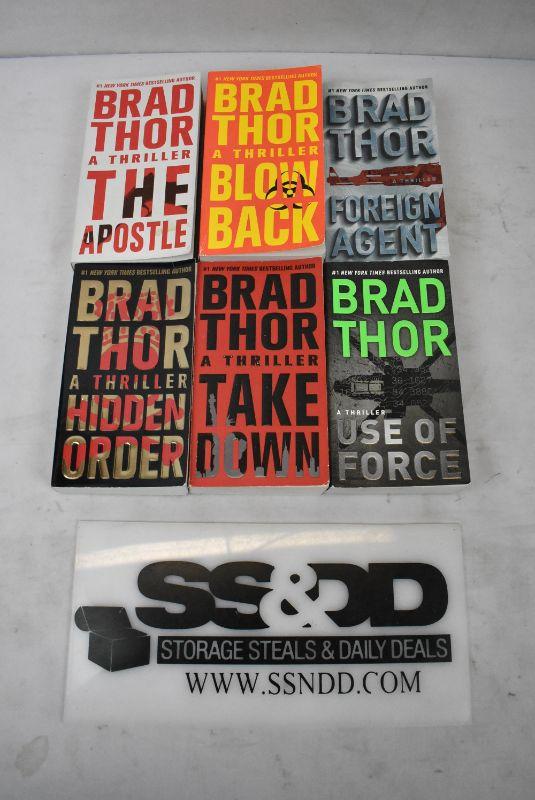 #1 NEW YORK TIMES BESTSELLING AUTHOR
BRAD
THOR
A THRILLER
THE
APOSTLE
#1 NEW YORK TIMES BESTSELLING AUTHOR
BRAD
THOR
A THRILLER
BLOW
BACK
#1 NEW YORK TIMES BESTSELLING AUTHOR
BRAD
THOR
A THRILLER
FOREIGN
AGENT
#1 NEW YORK TIMES BESTSELLING AUTHOR
BRAD
THOR
A THRILLER
HIDDEN
ORDER
#1 NEW YORK TIMES BESTSELLING AUTHOR
BRAD
THOR
A THRILLER
TAKE
DOWN
#1 NEW YORK TIMES BESTSELLING AUTHOR
BRAD
THOR
A THRILLER
USE OF
FORCE
SS&DD
STORAGE STEALS & DAILY DEALS
WWW.SSNDD.COM